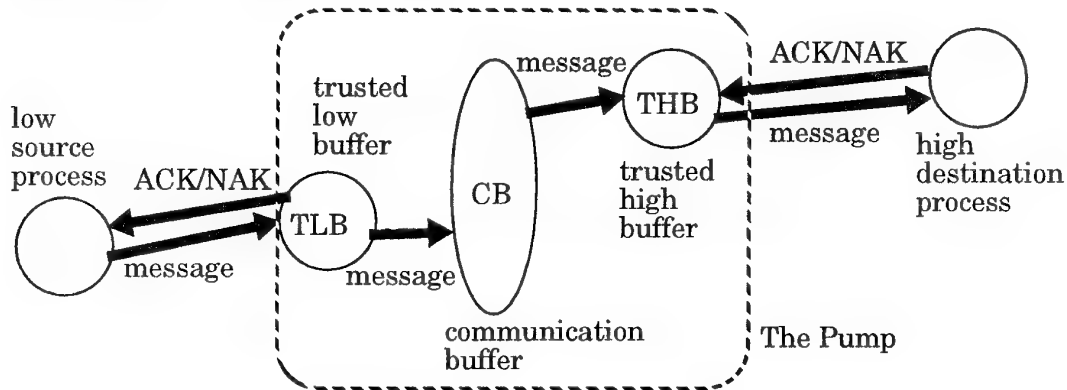 low
source
process
ACK/NAK
message
trusted
low
buffer
TLB
message
CB
communication
buffer
message
THB
trusted
high
buffer
ACK/NAK
message
high
destination
process
The Pump